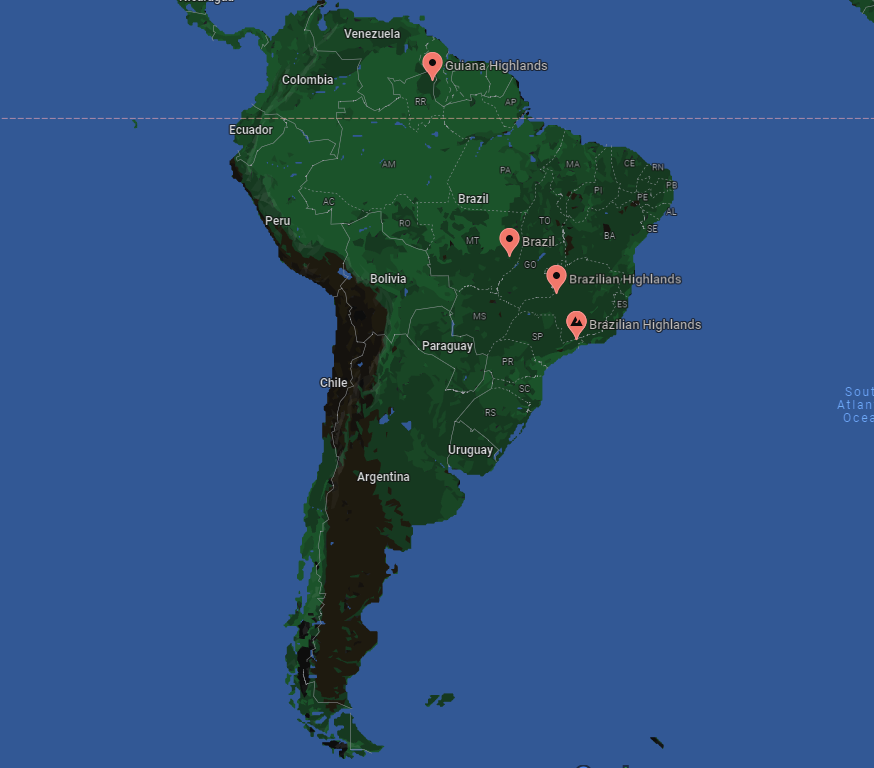 Nicaragua
Venezuela
Guiana Highlands
Colombia
RR
AP
Ecuador
AM
PA
MA
CE
RN
PI
PB
PE
AC
Brazil
AL
Peru
RO
TO
SE
MT
Brazil
BA
GO
Bolivia
Brazilian Highlands
ES
MS
Brazilian Highlands
SP
Paraguay
PR
Chile
SC
Sout
Atlan
Ocea
RS
Uruguay
Argentina